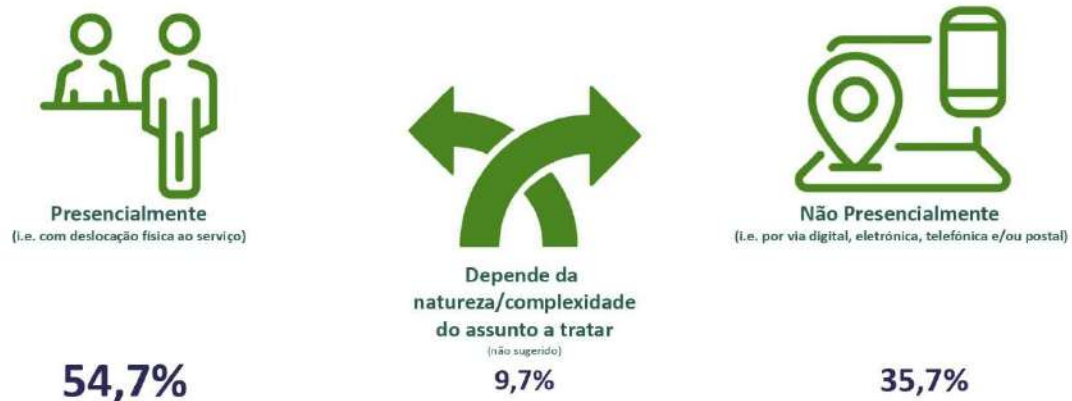 Presencialmente
(i.e. com deslocação física ao serviço)
54,7%
Depende da
natureza/complexidade
do assunto a tratar
(não sugerido)
9,7%
Não Presencialmente
(i.e. por via digital, eletrónica, telefónica e/ou postal)
35,7%